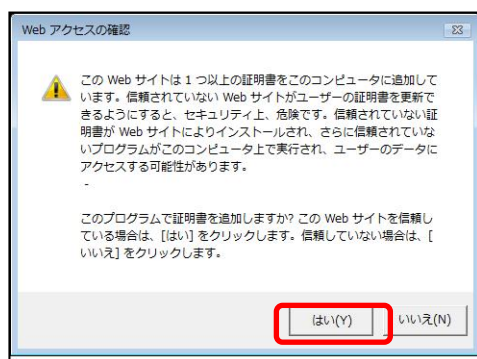 Web アクセスの確認
この Web サイトは 1 つ以上の証明書をこのコンピュータに追加して
います。信頼されていない Web サイトがユーザーの証明書を更新で
きるようにすると、セキュリティ上、危険です。信頼されていない証
明書が Web サイトによりインストールされ、さらに信頼されていな
いプログラムがこのコンピュータ上で実行され、ユーザーのデータに
アクセスする可能性があります。
-
このプログラムで証明書を追加しますか? この Web サイトを信頼し
ている場合は、[はい] をクリックします。信頼していない場合は、[
いいえ] をクリックします。
はい(Y) いいえ(N)